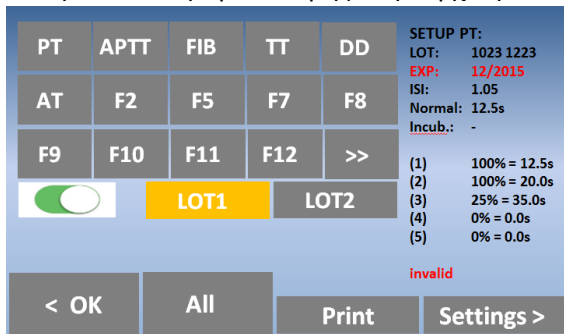 PT APTT FIB TT DD
AT F2 F5 F7 F8
F9 F10 F11 F12 >>
LOT1 LOT2
< OK All Print Settings >
SETUP PT:
LOT: 1023 1223
EXP: 12/2015
ISI: 1.05
Normal: 12.5s
Incub.: -
(1) 100% = 12.5s
(2) 100% = 20.0s
(3) 25% = 35.0s
(4) 0% = 0.0s
(5) 0% = 0.0s
invalid